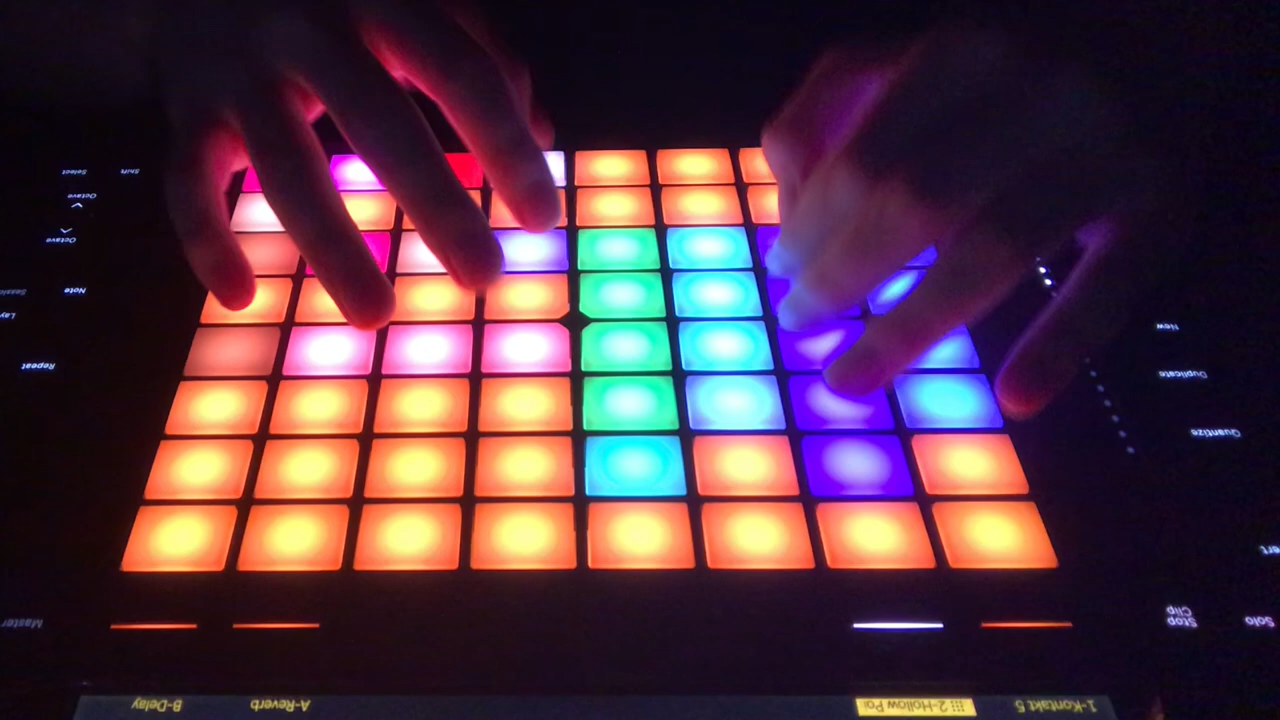 Select
Shift
Octave
Octave
Note
Repeat
New
Duplicate
Quantize
Master
Stop
Clip
Solo
B-Delay
A-Reverb
2-Hollow
1-Kontakt 5